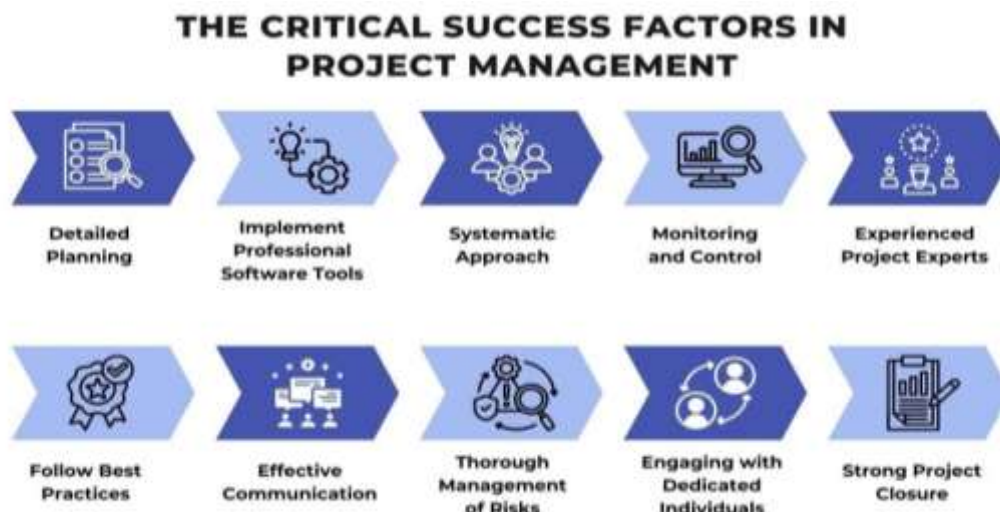 THE CRITICAL SUCCESS FACTORS IN
PROJECT MANAGEMENT
Detailed
Planning
Implement
Professional
Software Tools
Systematic
Approach
Monitoring
and Control
Experienced
Project Experts
Follow Best
Practices
Effective
Communication
Thorough
Management
of Risks
Engaging with
Dedicated
Individuals
Strong Project
Closure